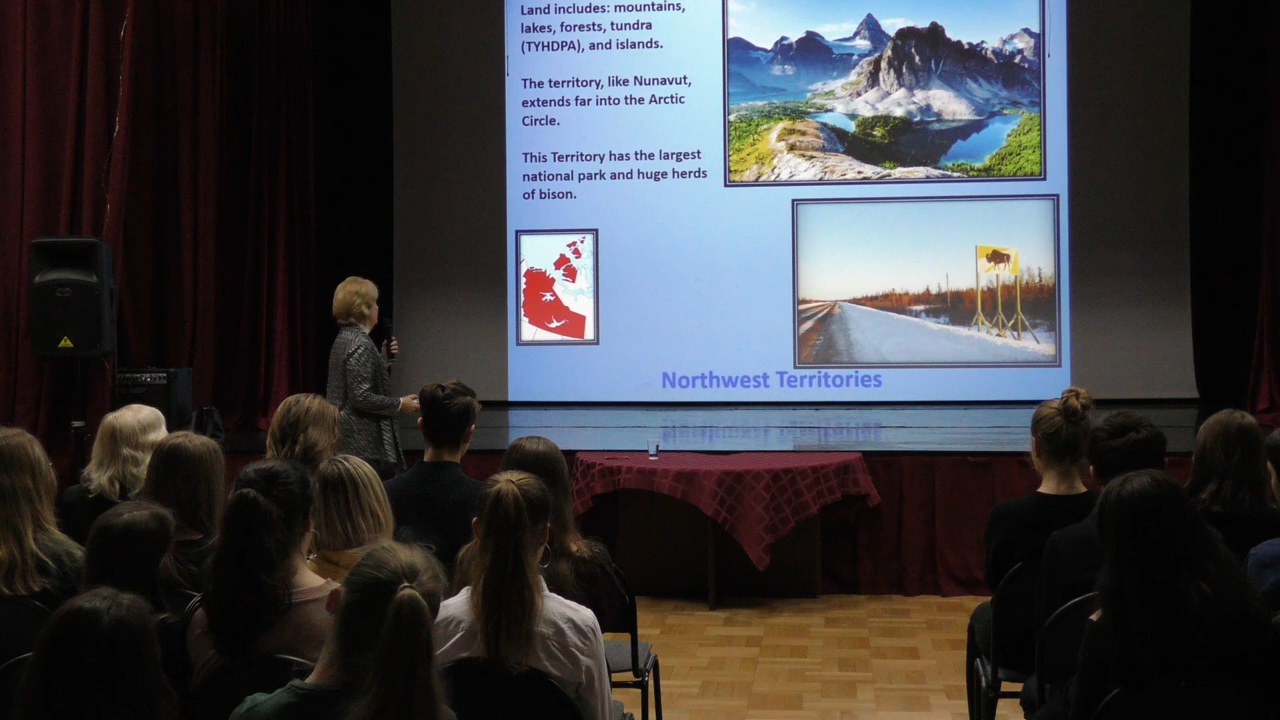 Land includes: mountains,
lakes, forests, tundra
(TYHDPA), and islands.
The territory, like Nunavut,
extends far into the Arctic
Circle.
This Territory has the largest
national park and huge herds
of bison.
Northwest Territories